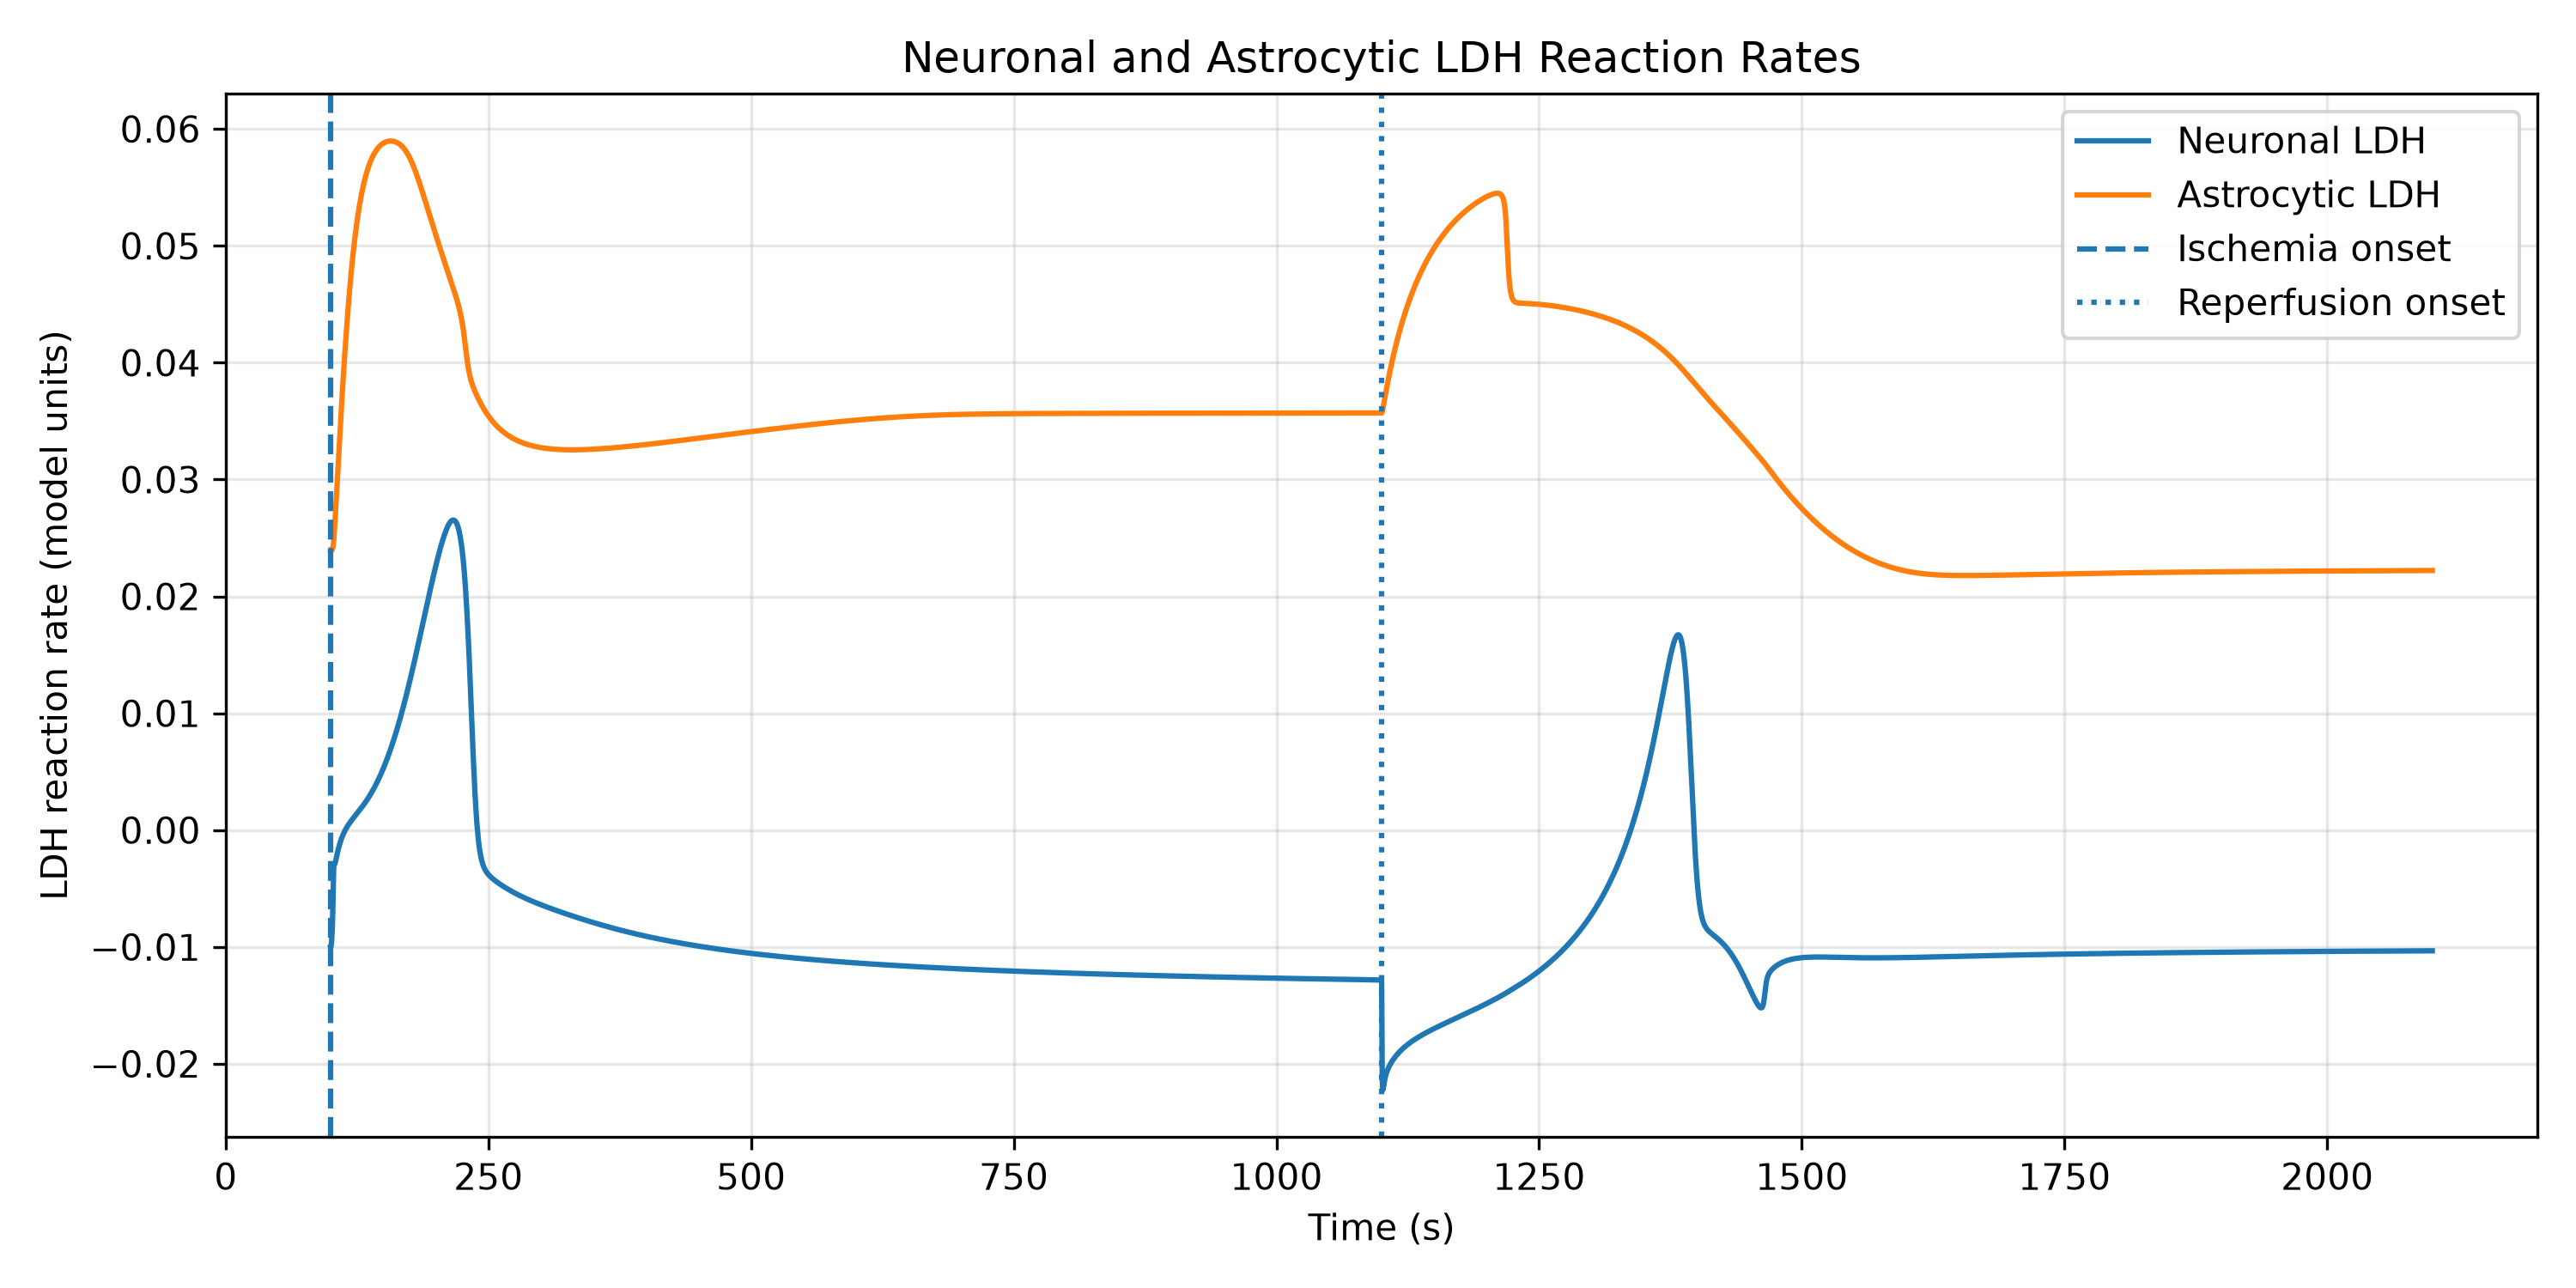 Neuronal and Astrocytic LDH Reaction Rates
LDH reaction rate (model units)
0.06
0.05
0.04
0.03
0.02
0.01
0.00
−0.01
−0.02
Neuronal LDH
Astrocytic LDH
Ischemia onset
Reperfusion onset
0 250 500 750 1000 1250 1500 1750 2000
Time (s)